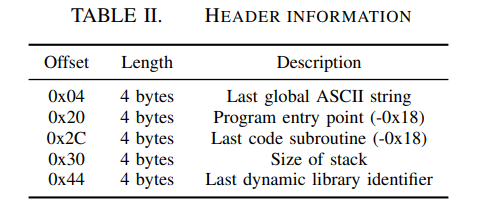 TABLE II. HEADER INFORMATION
Offset Length Description
0x04 4 bytes Last global ASCII string
0x20 4 bytes Program entry point (-0x18)
0x2C 4 bytes Last code subroutine (-0x18)
0x30 4 bytes Size of stack
0x44 4 bytes Last dynamic library identifier